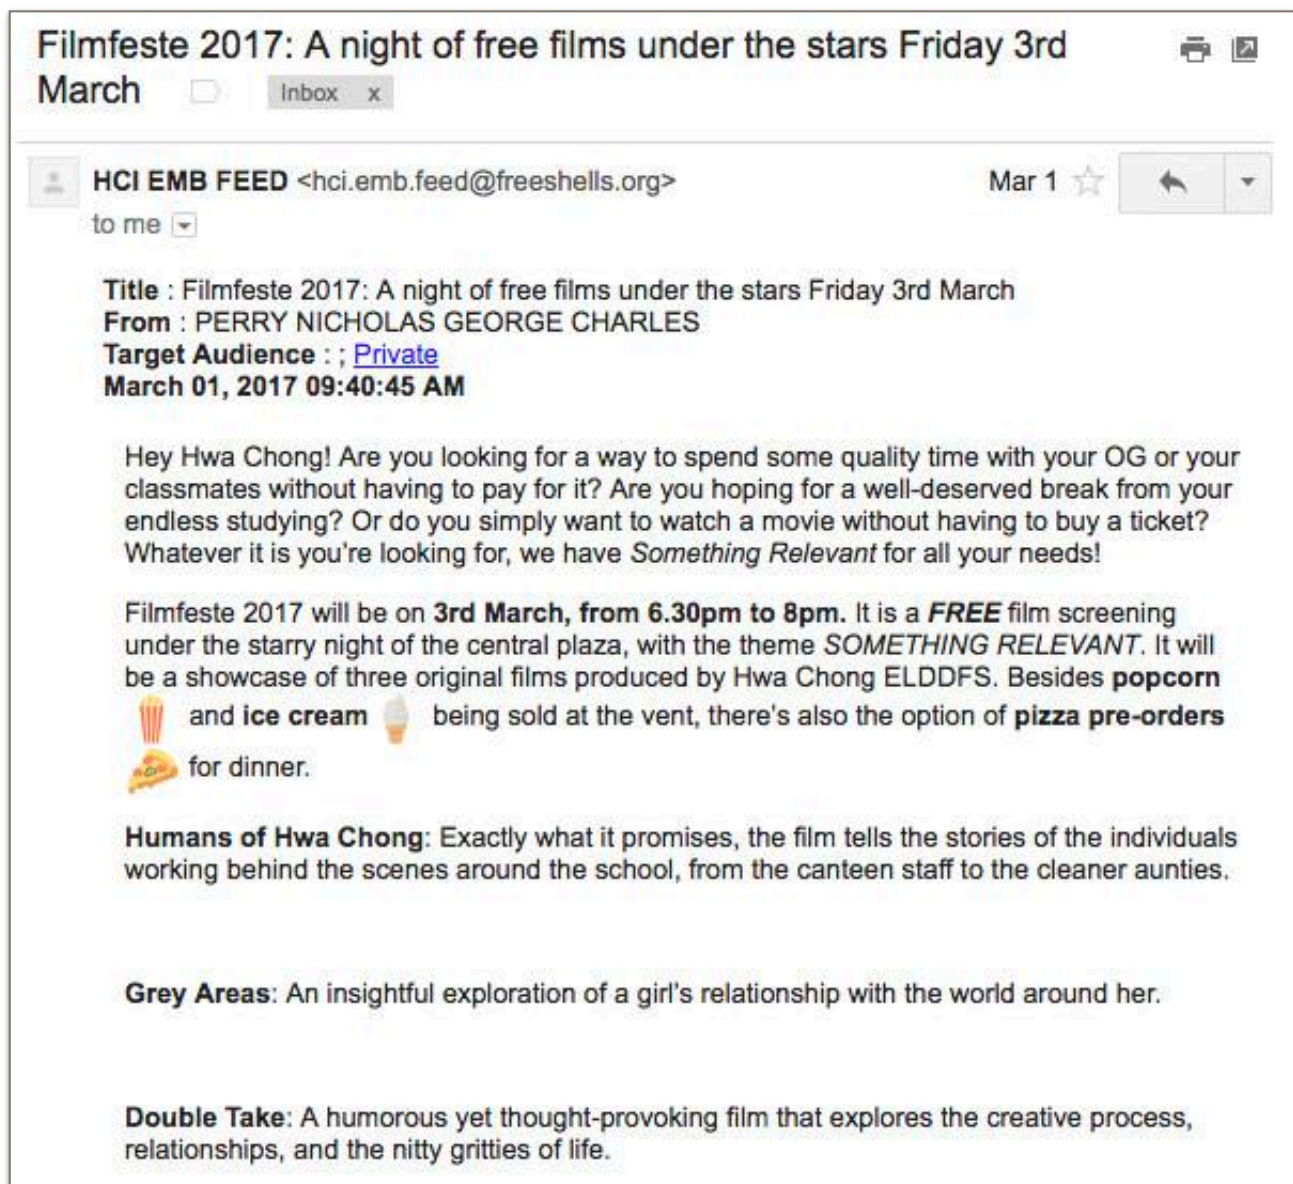 Filmfeste 2017: A night of free films under the stars Friday 3rd
March Inbox x
HCI EMB FEED <hci.emb.feed@freeshells.org> Mar 1
to me
Title : Filmfeste 2017: A night of free films under the stars Friday 3rd March
From : PERRY NICHOLAS GEORGE CHARLES
Target Audience : ; Private
March 01, 2017 09:40:45 AM
Hey Hwa Chong! Are you looking for a way to spend some quality time with your OG or your
classmates without having to pay for it? Are you hoping for a well-deserved break from your
endless studying? Or do you simply want to watch a movie without having to buy a ticket?
Whatever it is you're looking for, we have Something Relevant for all your needs!
Filmfeste 2017 will be on 3rd March, from 6.30pm to 8pm. It is a FREE film screening
under the starry night of the central plaza, with the theme SOMETHING RELEVANT. It will
be a showcase of three original films produced by Hwa Chong ELDDFS. Besides popcorn
and ice cream being sold at the vent, there's also the option of pizza pre-orders
for dinner.
Humans of Hwa Chong: Exactly what it promises, the film tells the stories of the individuals
working behind the scenes around the school, from the canteen staff to the cleaner aunties.
Grey Areas: An insightful exploration of a girl's relationship with the world around her.
Double Take: A humorous yet thought-provoking film that explores the creative process,
relationships, and the nitty gritties of life.